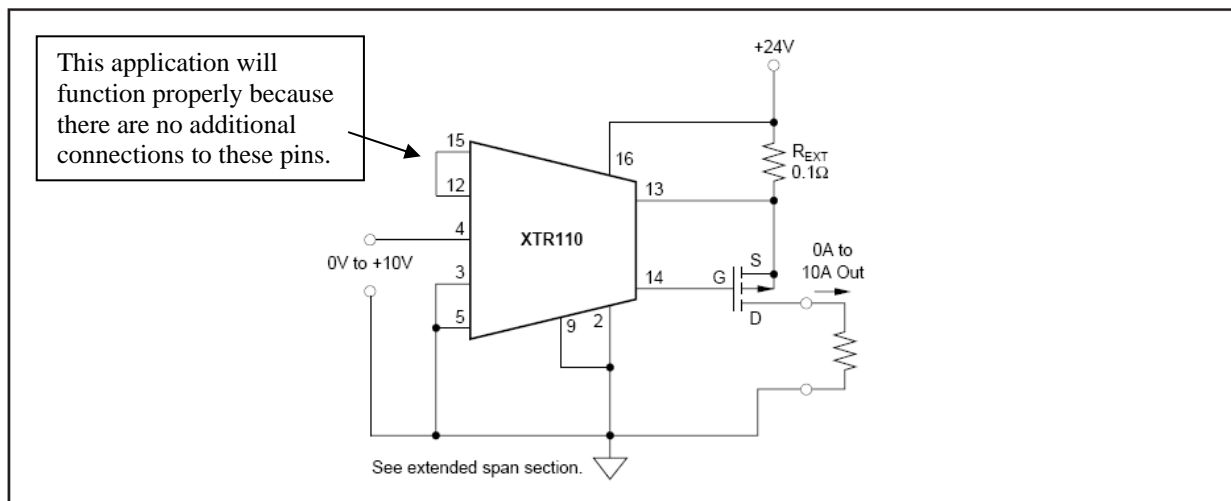 This application will
function properly because
there are no additional
connections to these pins.
+24V
15
16
R_EXT
0.1Ω
12
13
4
XTR110
0V to +10V
3
14
G
S
0A to
10A Out
5
9
2
D
See extended span section.